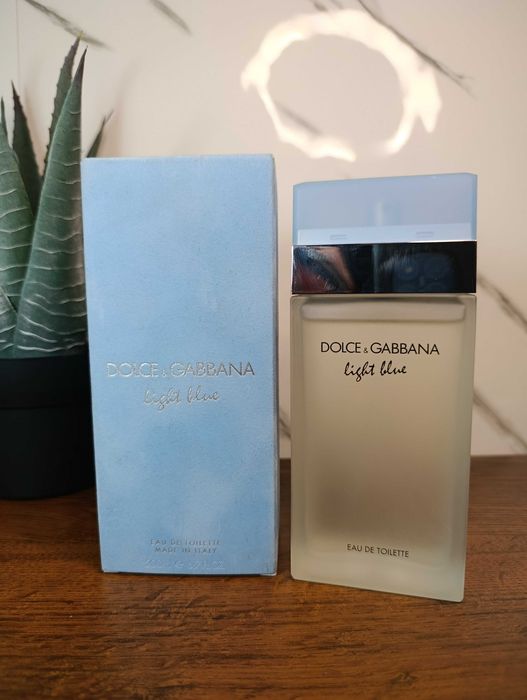 DOLCE & GABBANA
light blue
EAU DE TOILETTE
MADE IN ITALY
DOLCE & GABBANA
light blue
EAU DE TOILETTE